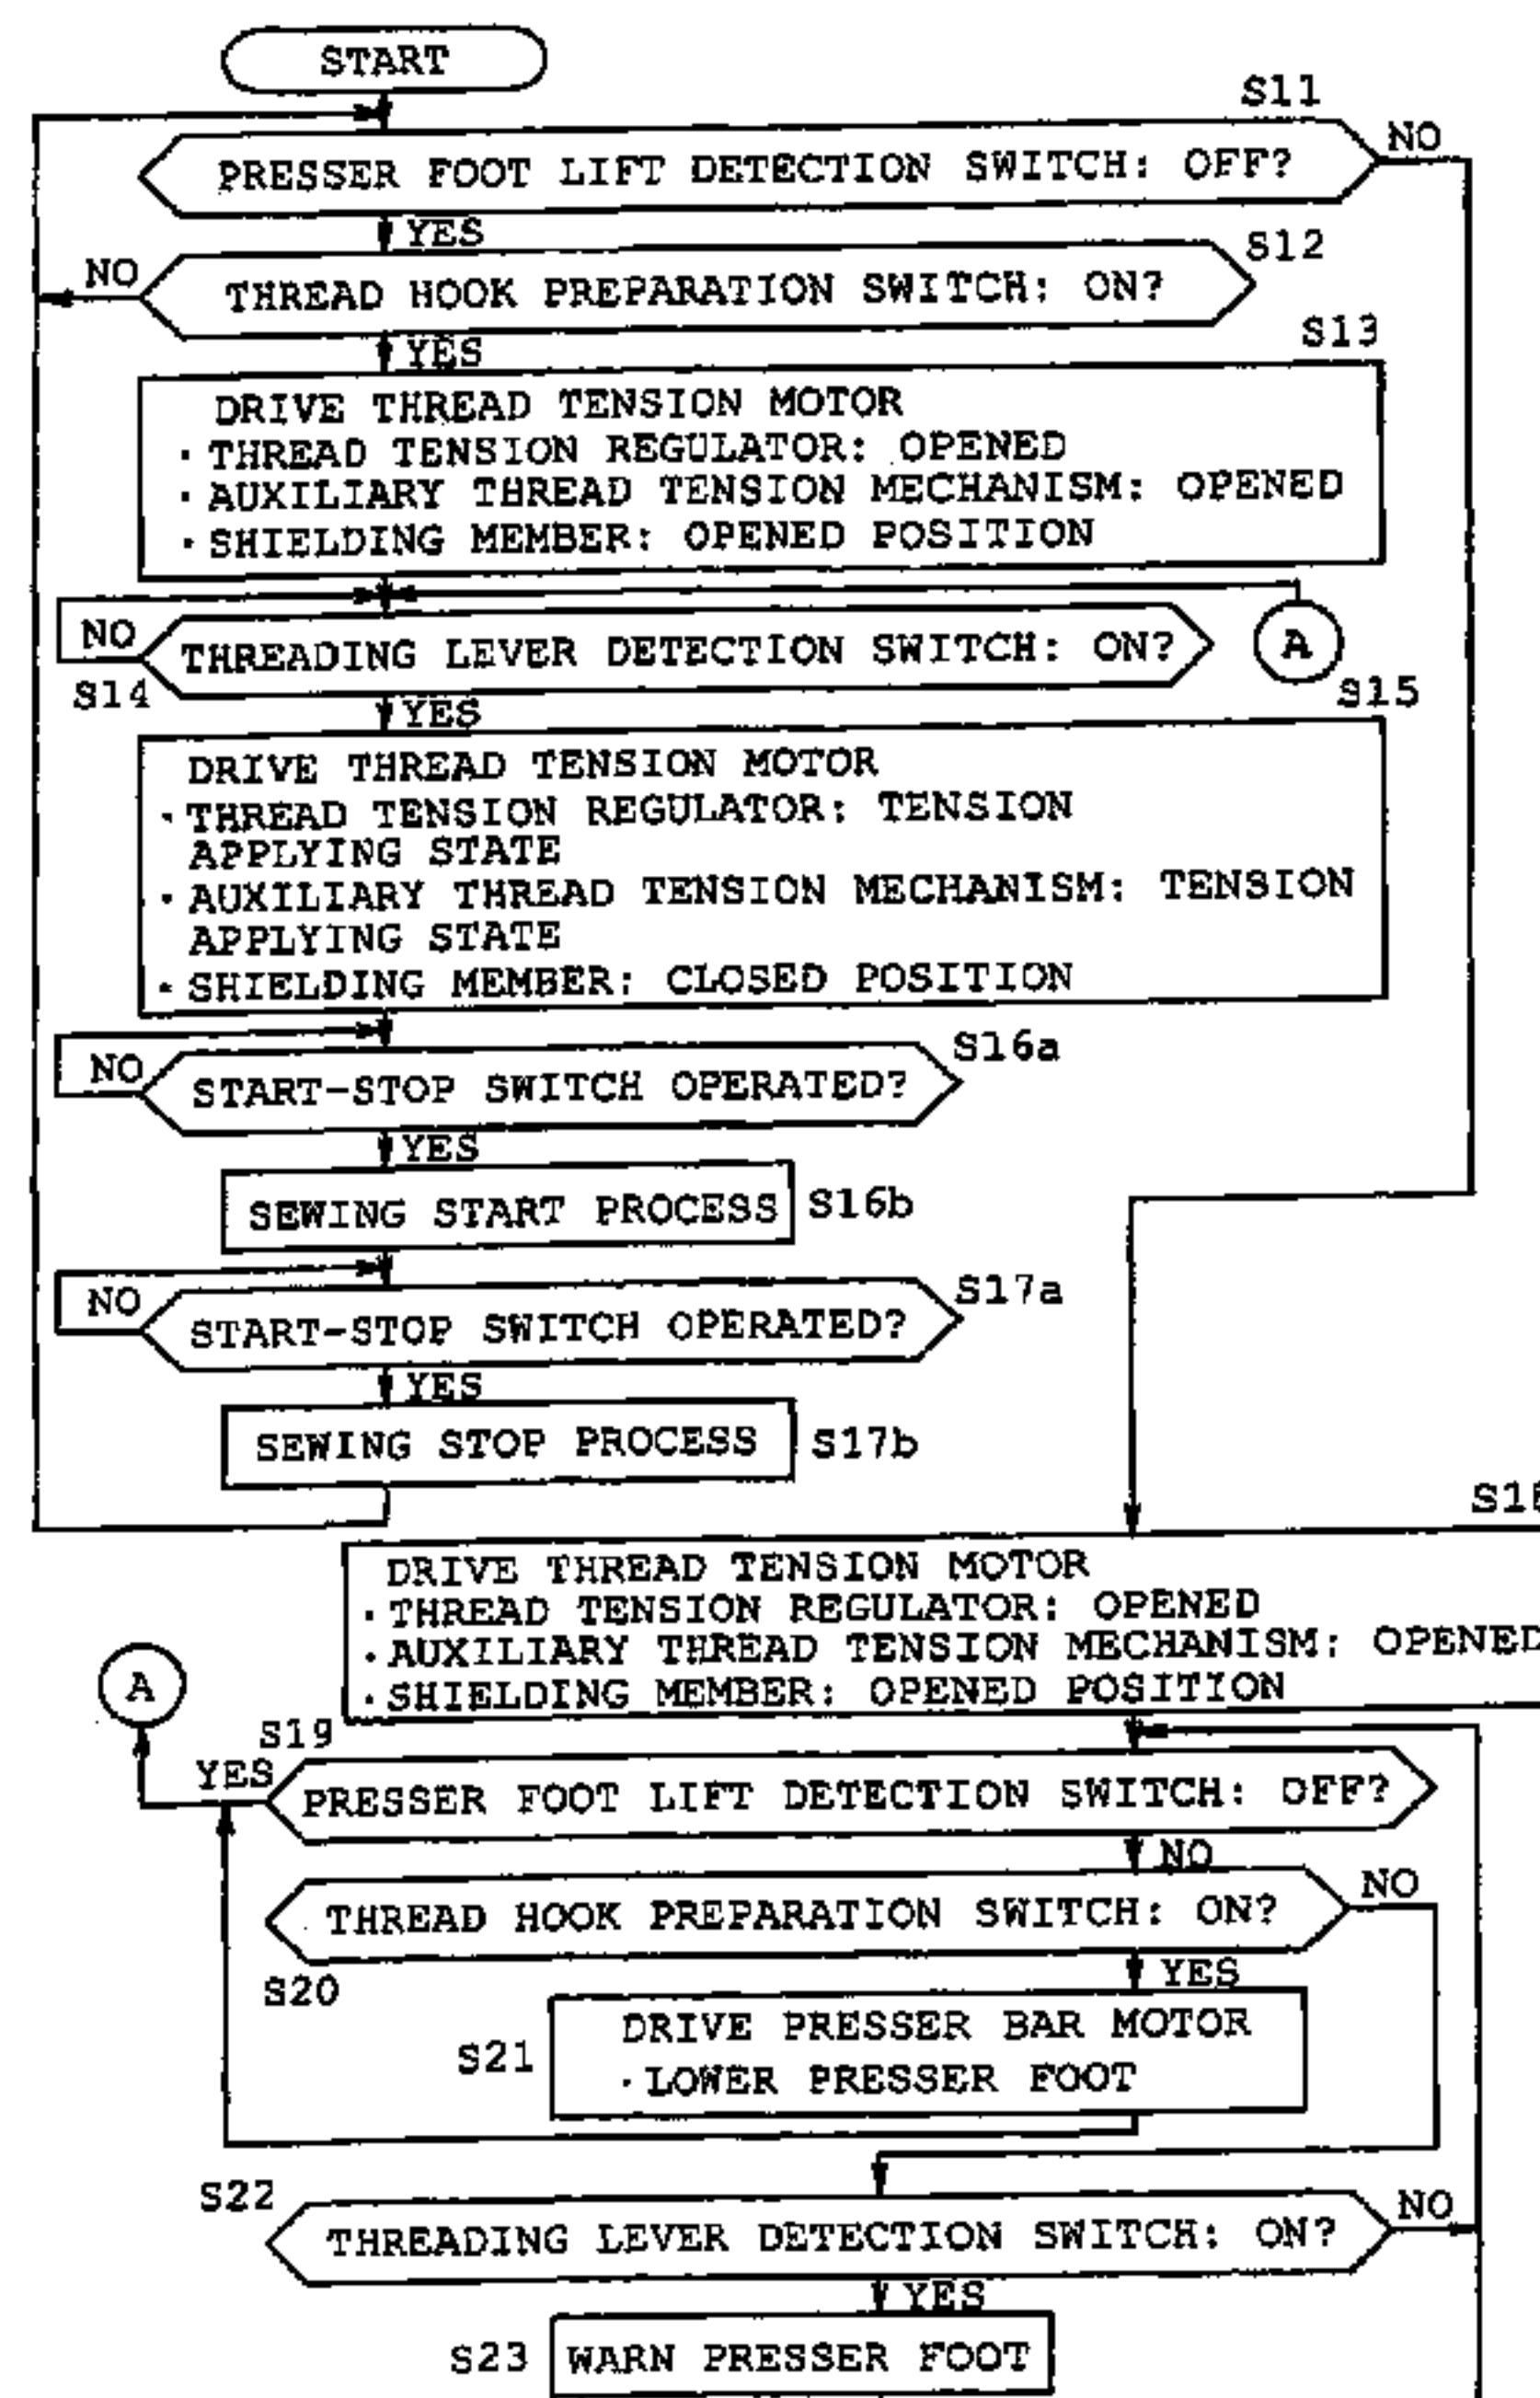 START
S11
PRESSER FOOT LIFT DETECTION SWITCH: OFF?
NO
YES
S12
NO
THREAD HOOK PREPARATION SWITCH: ON?
YES
S13
DRIVE THREAD TENSION MOTOR
· THREAD TENSION REGULATOR: OPENED
· AUXILIARY THREAD TENSION MECHANISM: OPENED
· SHIELDING MEMBER: OPENED POSITION
NO
THREADING LEVER DETECTION SWITCH: ON?
A
S14
S15
YES
DRIVE THREAD TENSION MOTOR
· THREAD TENSION REGULATOR: TENSION
APPLYING STATE
· AUXILIARY THREAD TENSION MECHANISM: TENSION
APPLYING STATE
· SHIELDING MEMBER: CLOSED POSITION
S16a
NO
START-STOP SWITCH OPERATED?
YES
SEWING START PROCESS
S16b
S17a
NO
START-STOP SWITCH OPERATED?
YES
SEWING STOP PROCESS
S17b
DRIVE THREAD TENSION MOTOR
· THREAD TENSION REGULATOR: OPENED
· AUXILIARY THREAD TENSION MECHANISM: OPENED
· SHIELDING MEMBER: OPENED POSITION
A
S19
YES
PRESSER FOOT LIFT DETECTION SWITCH: OFF?
NO
THREAD HOOK PREPARATION SWITCH: ON?
NO
S20
YES
S21
DRIVE PRESSER BAR MOTOR
· LOWER PRESSER FOOT
S22
THREADING LEVER DETECTION SWITCH: ON?
NO
YES
S23
WARN PRESSER FOOT